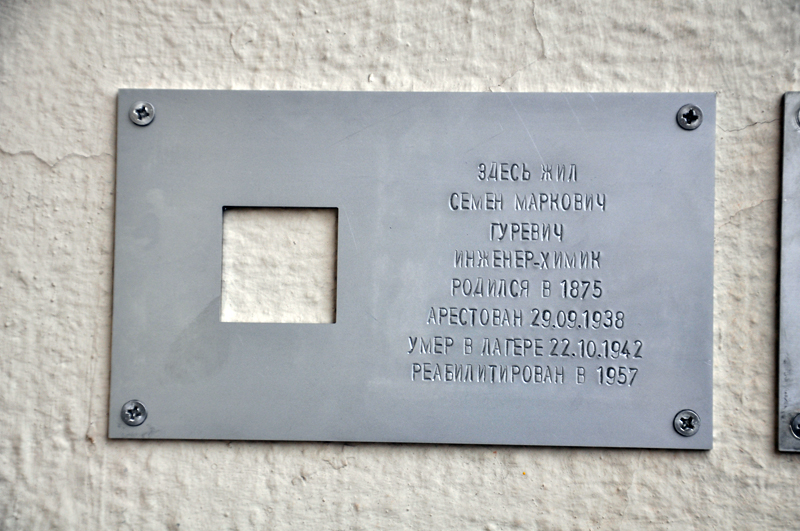 ЗДЕСЬ ЖИЛ
СЕМЕН МАРКОВИЧ
ГУРЕВИЧ
ИНЖЕНЕР-ХИМИК
РОДИЛСЯ В 1875
АРЕСТОВАН 29.09.1938
УМЕР В ЛАГЕРЕ 22.10.1942
РЕАБИЛИТИРОВАН В 1957